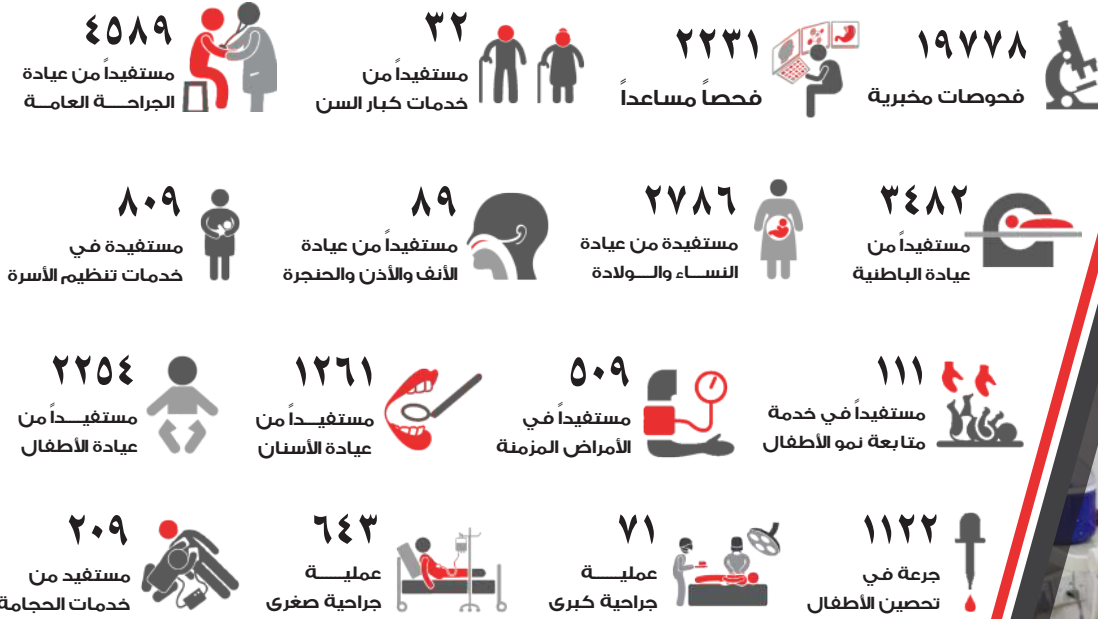 ١٩٧٧٨
فحوصات مخبرية
٢٢٣١
فحصاً مساعداً
٣٢
مستفيداً من
خدمات كبار السن
٤٥٨٩
مستفيداً من عيادة
الجراحـــة العامـــة
٣٤٨٢
مستفيداً من
عيادة الباطنية
٢٧٨٦
مستفيدة من عيادة
النســـاء والـــولادة
٨٩
مستفيداً من عيادة
الأنف والأذن والحنجرة
٨٠٩
مستفيدة في
خدمات تنظيم الأسرة
١١١
مستفيداً في خدمة
متابعة نمو الأطفال
٥٠٩
مستفيداً في
الأمراض المزمنة
١٢٦١
مستفيـــداً من
عيادة الأسنان
٢٢٥٤
مستفيـــداً من
عيادة الأطفال
١١٢٢
جرعة في
تحصين الأطفال
٧١
عمليـــــة
جراحية كبرى
٦٤٣
عمليـــــة
جراحية صغرى
٢٠٩
مستفيد من
خدمات الحجامة